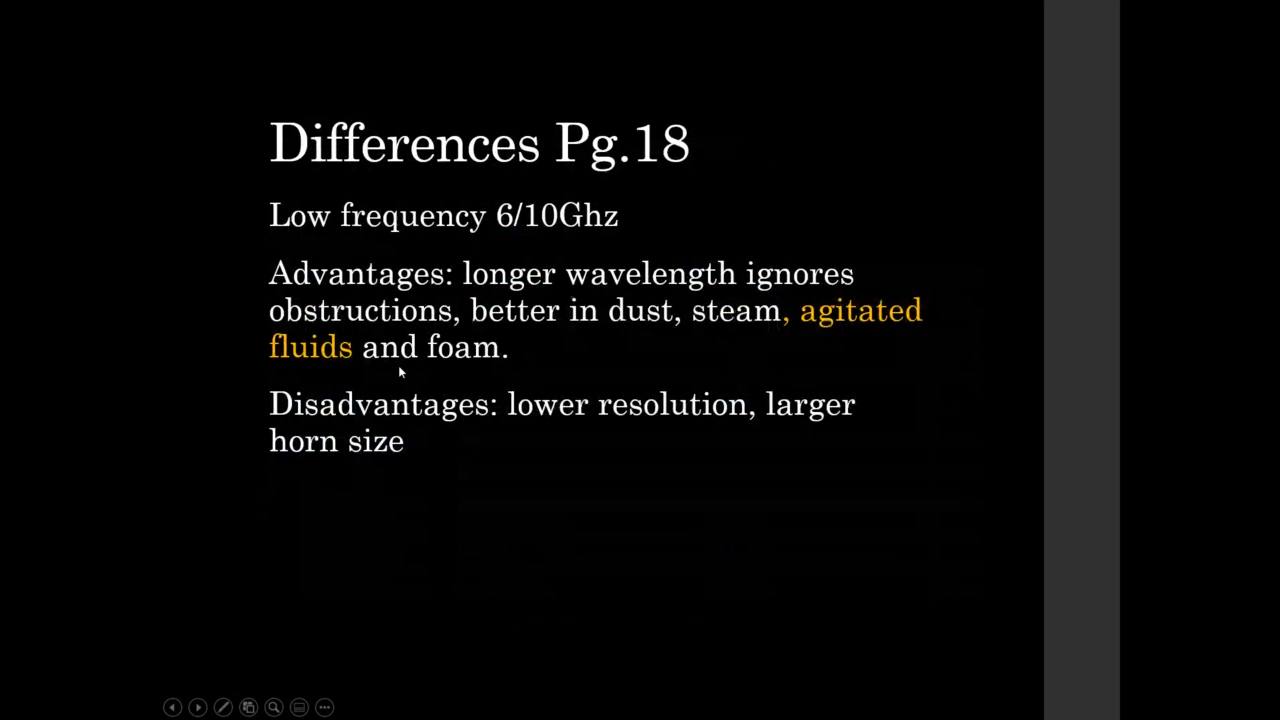 Differences Pg.18
Low frequency 6/10Ghz
Advantages: longer wavelength ignores
obstructions, better in dust, steam, agitated
fluids and foam.
Disadvantages: lower resolution, larger
horn size